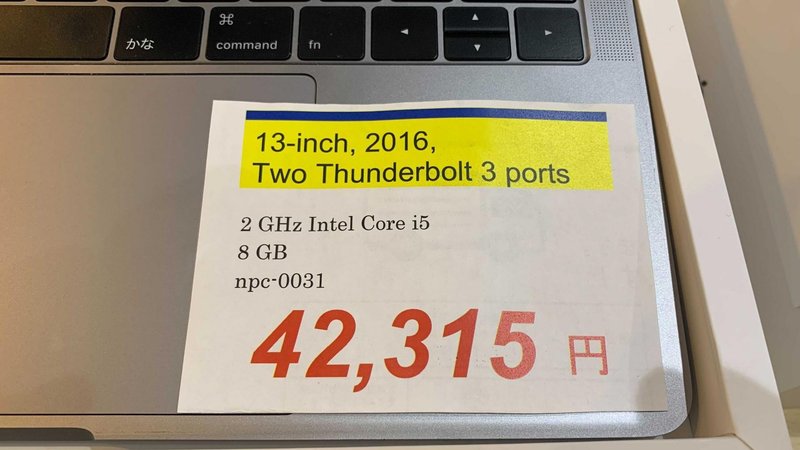 かな
⌘
command
fn
◄
▲
▼
►
13-inch, 2016,
Two Thunderbolt 3 ports
2 GHz Intel Core i5
8 GB
npc-0031
42,315 円